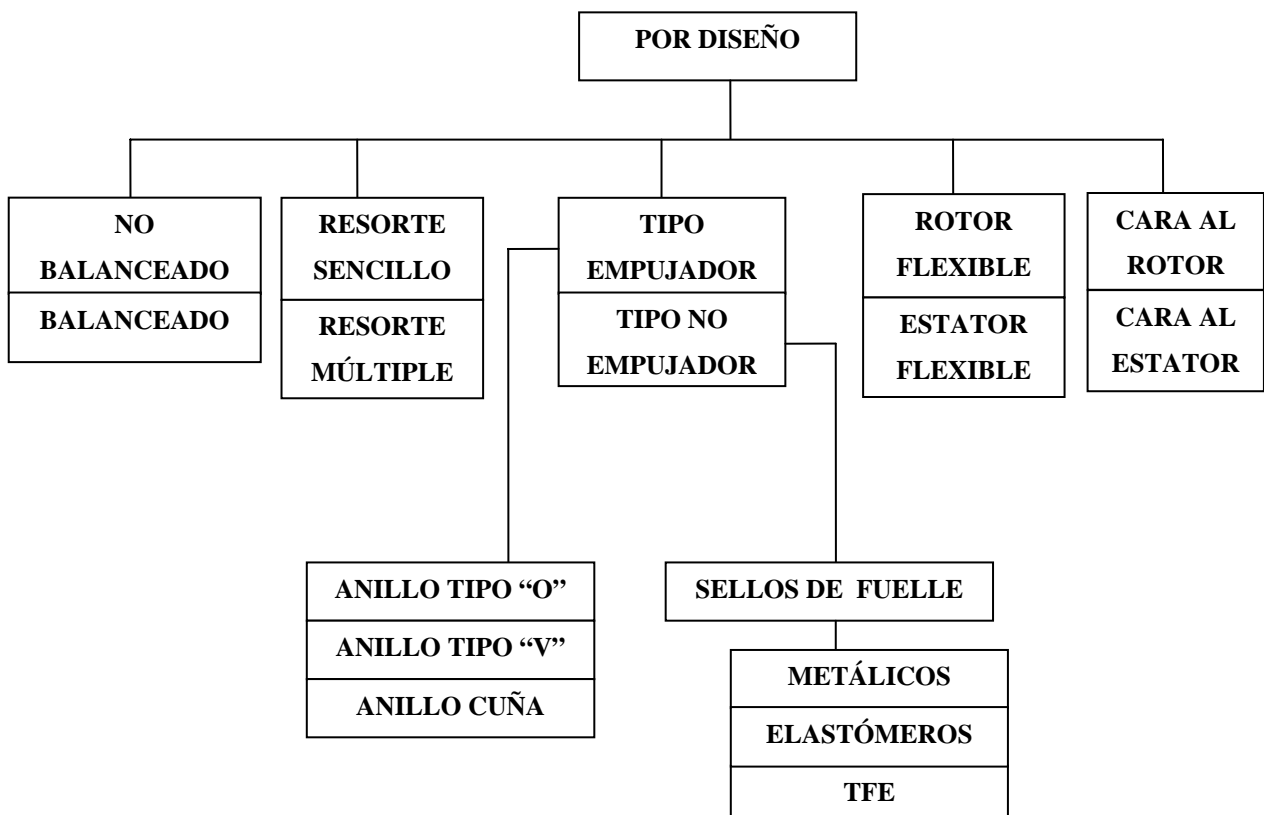 POR DISEÑO
NO
BALANCEADO
BALANCEADO
RESORTE
SENCILLO
RESORTE
MÚLTIPLE
TIPO
EMPUJADOR
TIPO NO
EMPUJADOR
ROTOR
FLEXIBLE
ESTATOR
FLEXIBLE
CARA AL
ROTOR
CARA AL
ESTATOR
ANILLO TIPO “O”
ANILLO TIPO “V”
ANILLO CUÑA
SELLOS DE FUELLE
METÁLICOS
ELASTÓMEROS
TFE